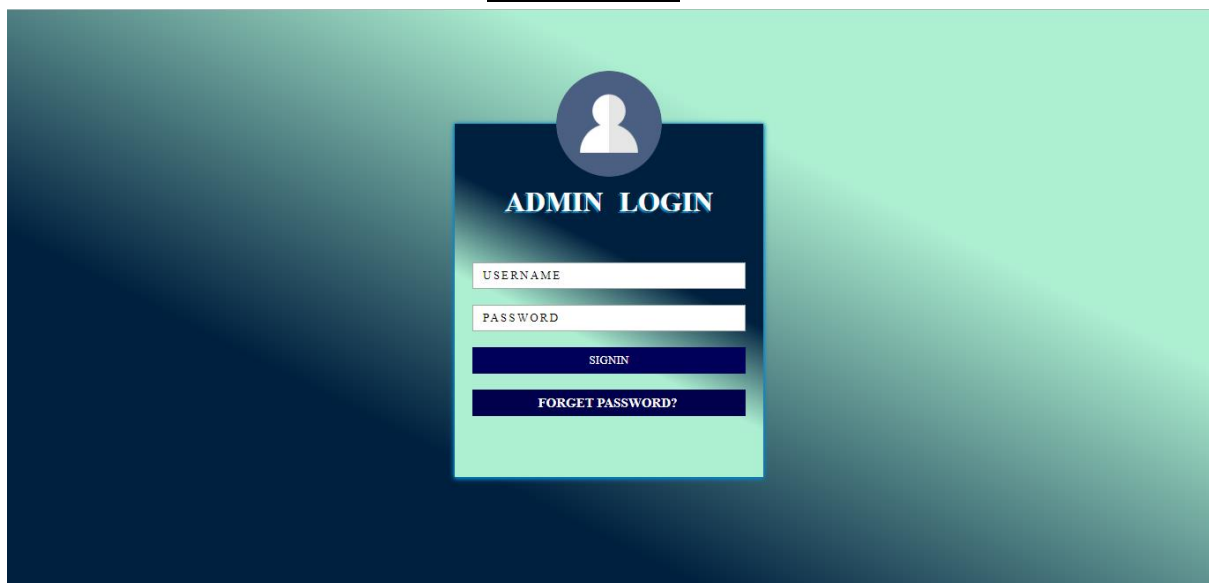 ADMIN LOGIN
USERNAME
PASSWORD
SIGNIN
FORGET PASSWORD?